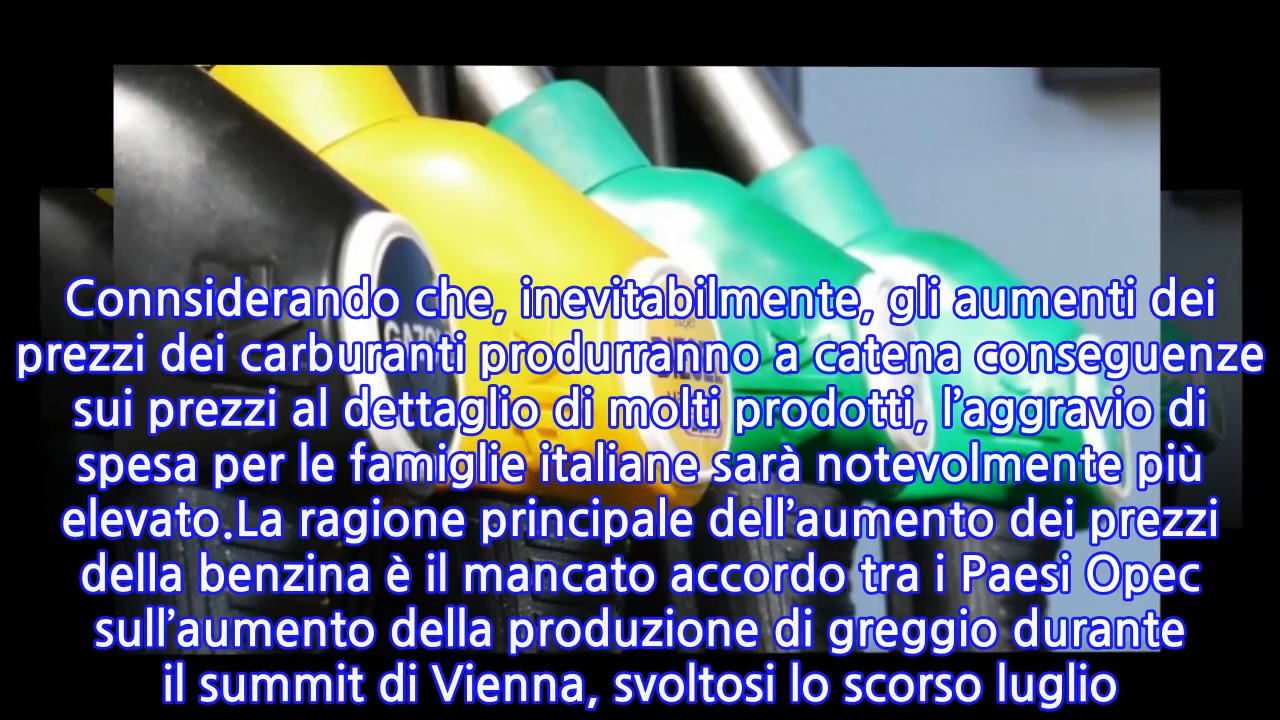 Connsiderando che, inevitabilmente, gli aumenti dei
prezzi dei carburanti produrranno a catena conseguenze
sui prezzi al dettaglio di molti prodotti, l’aggravio di
spesa per le famiglie italiane sarà notevolmente più
elevato.La ragione principale dell’aumento dei prezzi
della benzina è il mancato accordo tra i Paesi Opec
sull’aumento della produzione di greggio durante
il summit di Vienna, svoltosi lo scorso luglio